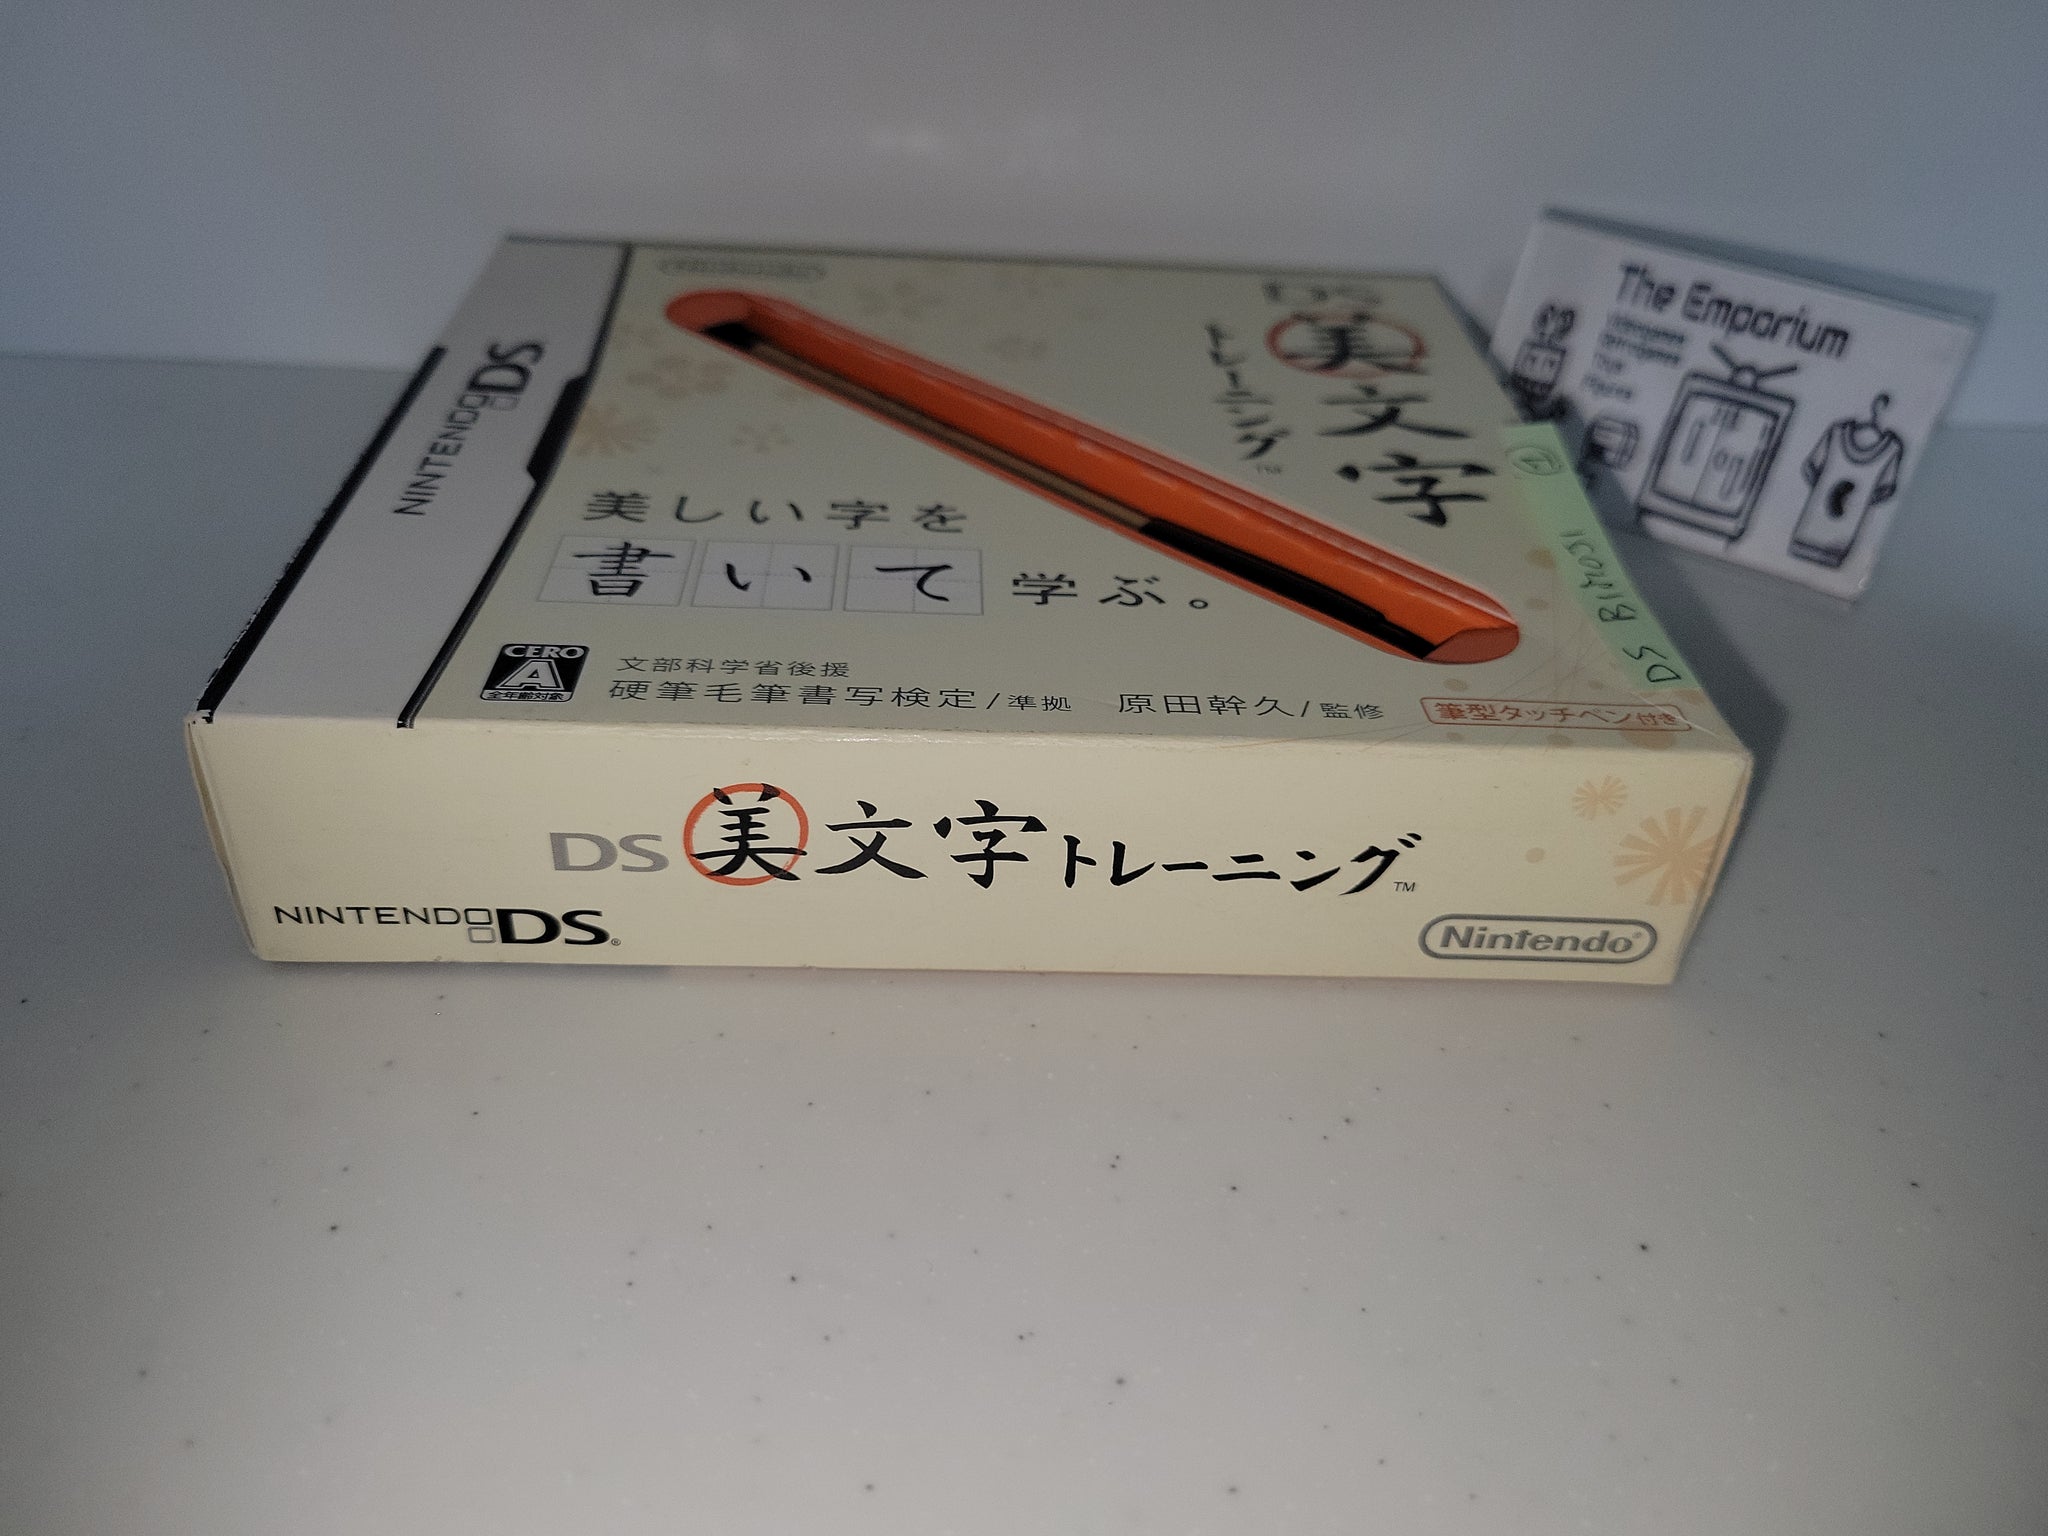 NINTENDO DS
DS
美文字
トレーニング™
美しい字を
書いて学ぶ。
CERO
A
全年齢対象
文部科学省後援
硬筆毛筆書写検定/準拠 原田幹久/監修
筆型タッチペン付き
DS
The Emporium
DS 美文字トレーニング™
NINTENDO DS®
Nintendo®